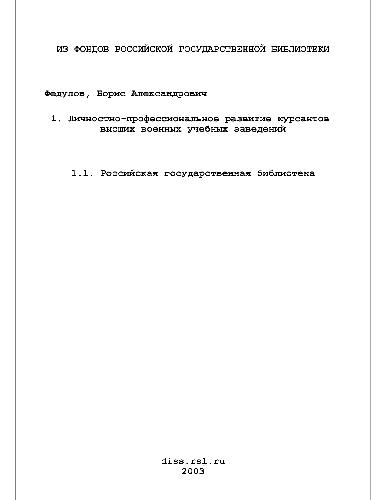 ИЗ ФОНДОВ РОССИЙСКОЙ ГОСУДАРСТВЕННОЙ БИБЛИОТЕКИ
Федулов, Борис Александрович
1. Личностно-профессиональное развитие курсантов
высших военных учебных заведений
1.1. Российская государственная библиотека
diss.rsl.ru
2003